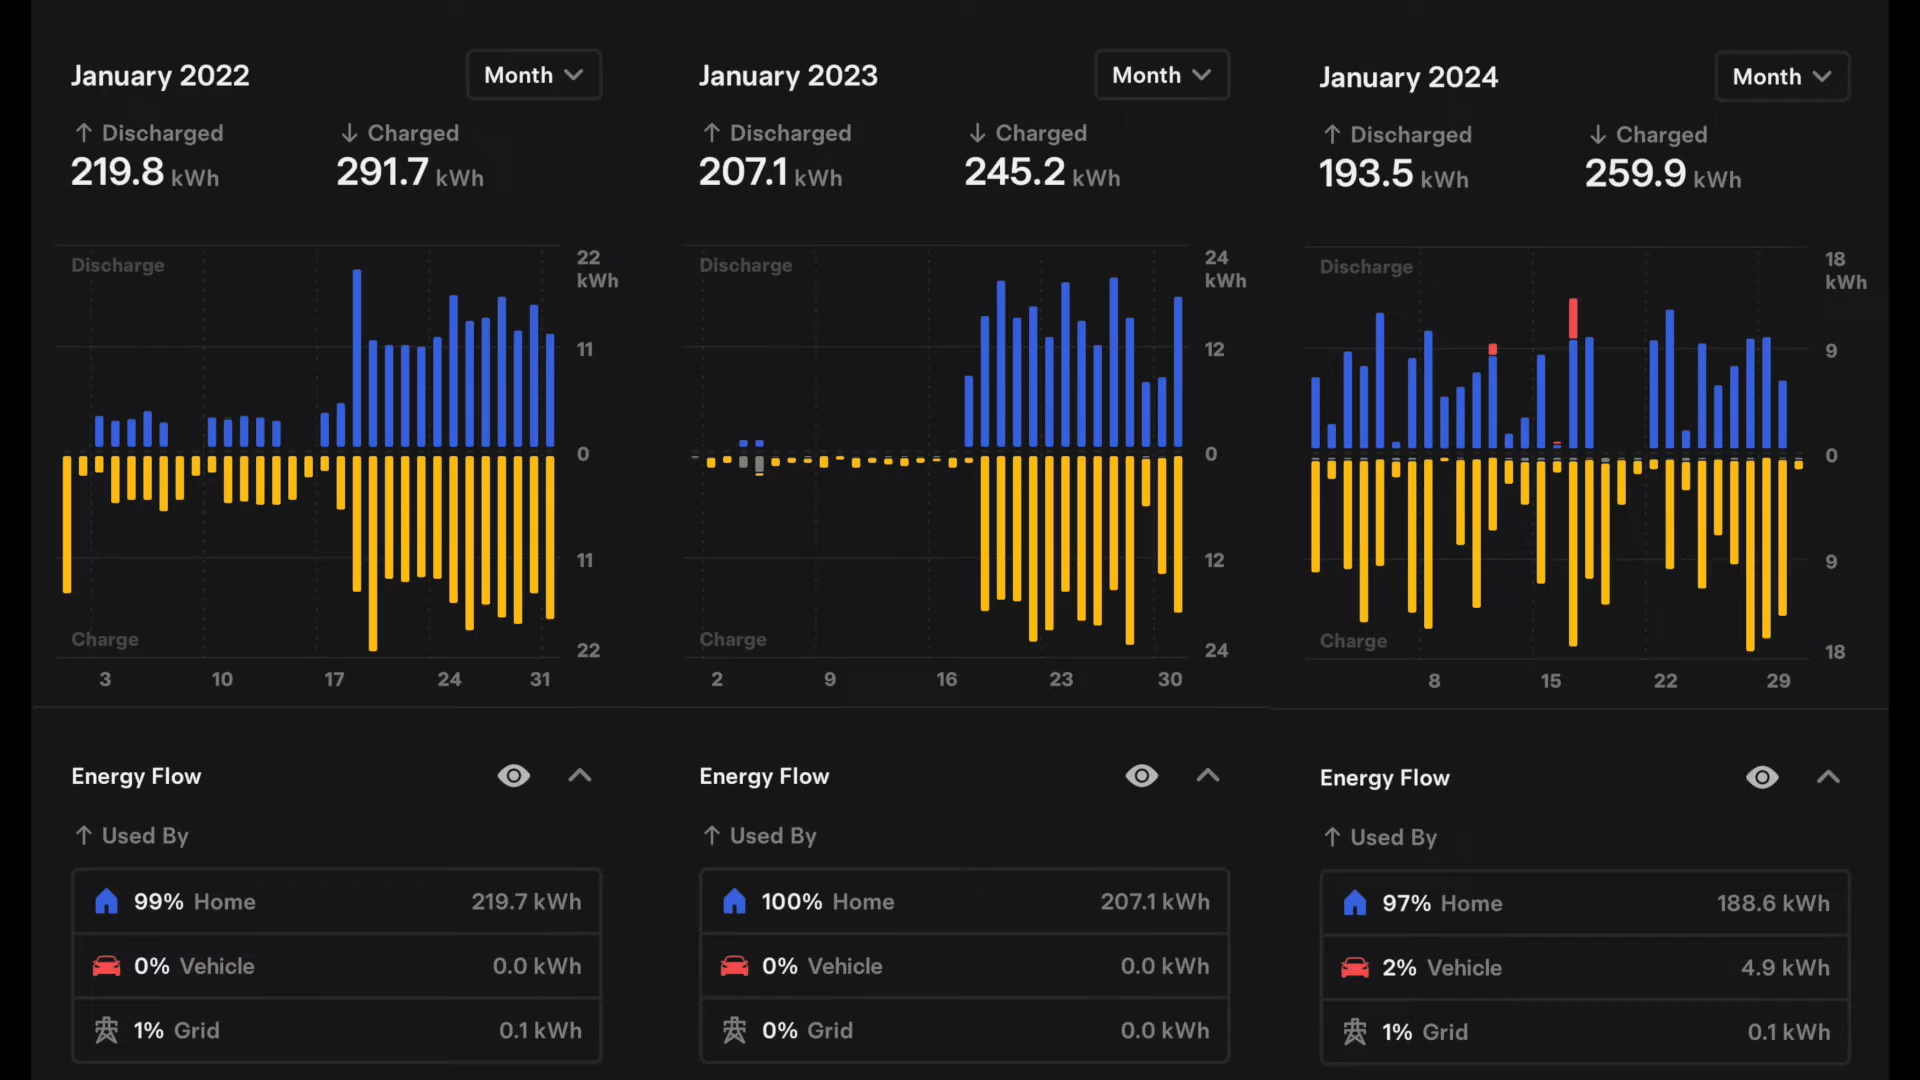 January 2022
Month
Discharged
Charged
219.8 kWh
291.7 kWh
Discharge
22
kWh
11
0
11
Charge
22
3 10 17 24 31
Energy Flow
Used By
99% Home 219.7 kWh
0% Vehicle 0.0 kWh
1% Grid 0.1 kWh
January 2023
Month
Discharged
Charged
207.1 kWh
245.2 kWh
Discharge
24
kWh
12
0
12
Charge
24
2 9 16 23 30
Energy Flow
Used By
100% Home 207.1 kWh
0% Vehicle 0.0 kWh
0% Grid 0.0 kWh
January 2024
Month
Discharged
Charged
193.5 kWh
259.9 kWh
Discharge
18
kWh
9
0
9
Charge
18
8 15 22 29
Energy Flow
Used By
97% Home 188.6 kWh
2% Vehicle 4.9 kWh
1% Grid 0.1 kWh